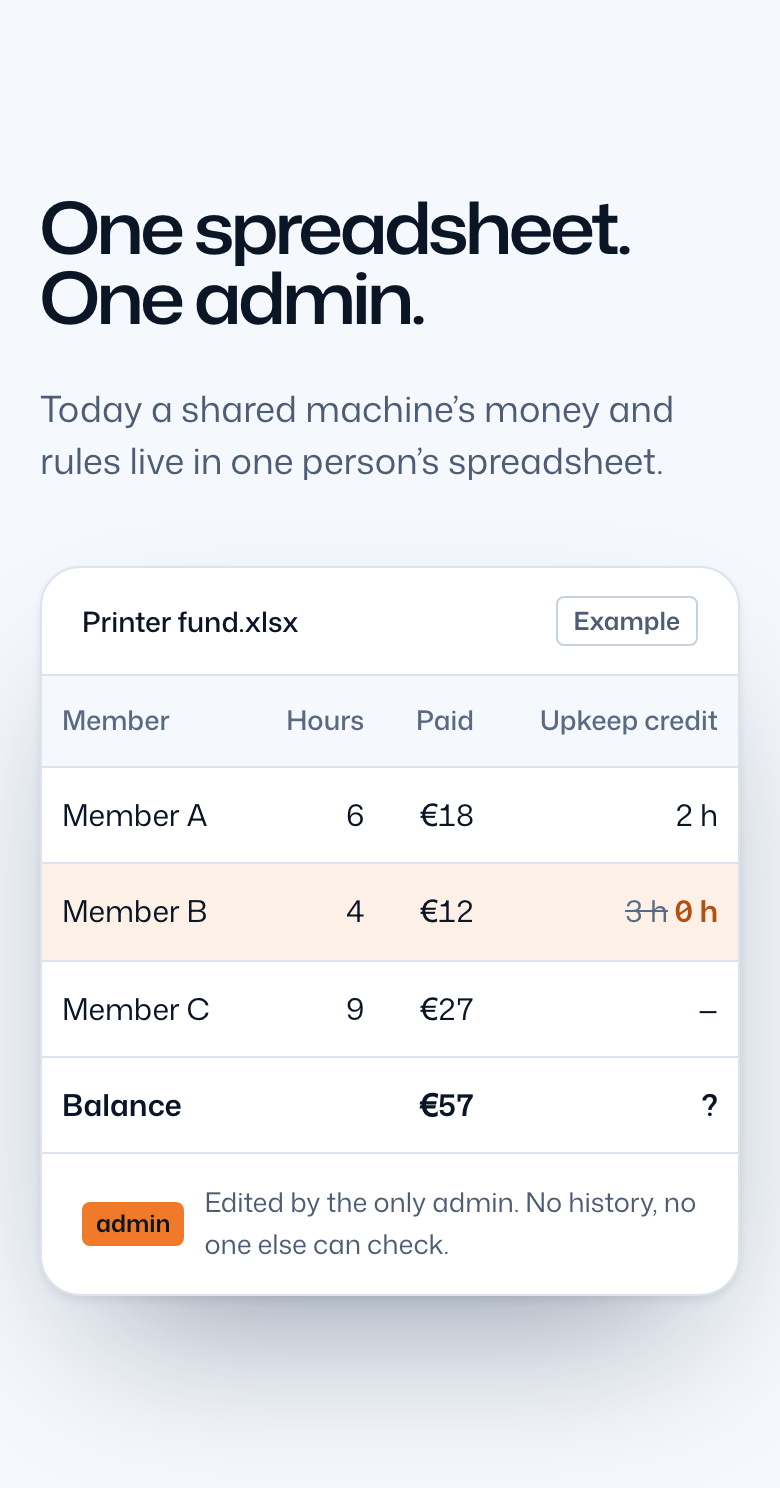 One spreadsheet.
One admin.
Today a shared machine’s money and
rules live in one person’s spreadsheet.
Printer fund.xlsx Example
Member Hours Paid Upkeep credit
Member A 6 €18 2 h
Member B 4 €12 3 h 0 h
Member C 9 €27 –
Balance €57 ?
admin Edited by the only admin. No history, no
one else can check.